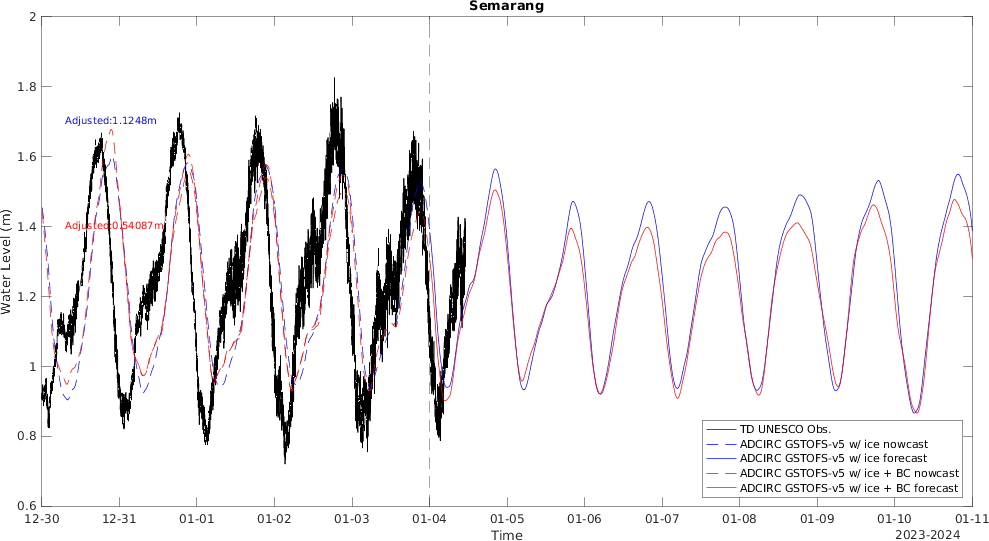 Semarang
2
1.8
1.6
1.4
1.2
1
0.8
0.6
Water Level (m)
Adjusted:1.1248m
Adjusted:0.54087m
TD UNESCO Obs.
ADCIRC GSTOFS-v5 w/ ice nowcast
ADCIRC GSTOFS-v5 w/ ice forecast
ADCIRC GSTOFS-v5 w/ ice + BC nowcast
ADCIRC GSTOFS-v5 w/ ice + BC forecast
12-30 12-31 01-01 01-02 01-03 01-04 01-05 01-06 01-07 01-08 01-09 01-10 01-11
Time
2023-2024